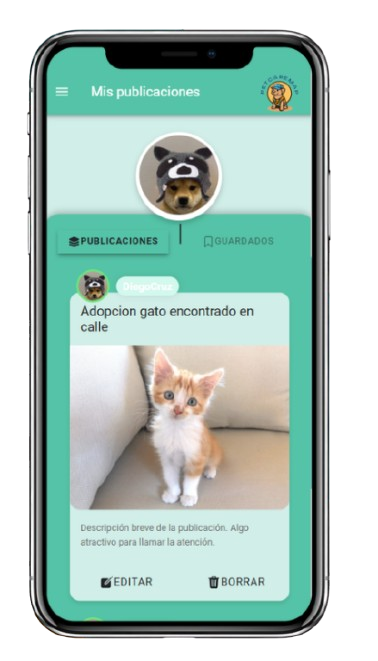 Mis publicaciones
PUBLICACIONES
GUARDADOS
DiegoCruz
Adopcion gato encontrado en
calle
Descripción breve de la publicación. Algo
atractivo para llamar la atención.
EDITAR
BORRAR